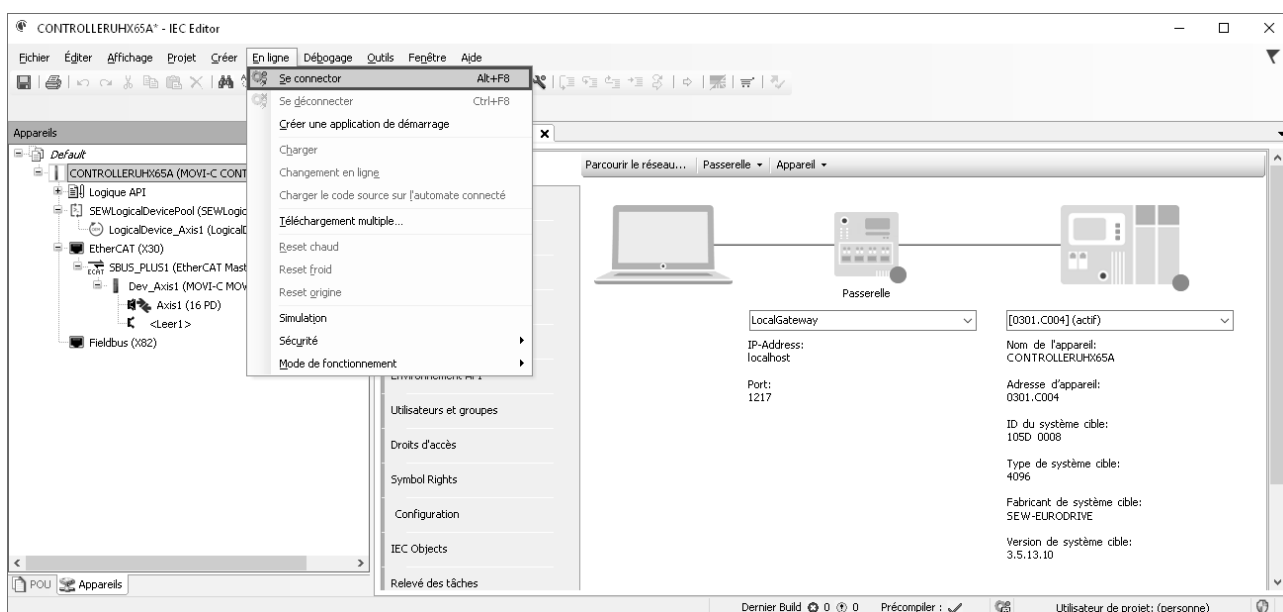 CONTROLLERUHX65A* - IEC Editor
Fichier Éditer Affichage Projet Créer En ligne Débogage Outils Fenêtre Aide
Se connector Alt+F8
Se déconnecter Ctrl+F8
Créer une application de démarrage
Charger
Changement en ligne
Charger le code source sur l'automate connecté
Téléchargement multiple...
Reset chaud
Reset froid
Reset origine
Simulation
Sécurité
Mode de fonctionnement
Appareils
Default
CONTROLLERUHX65A (MOVI-C CONT
Logique API
SEWLogicalDevicePool (SEWLogic
LogicalDevice_Axis1 (LogicalD
EtherCAT (X30)
SBUS_PLUS1 (EtherCAT Mast
Dev_Axis1 (MOVI-C MOV
Axis1 (16 PD)
<Leer1>
Fieldbus (X82)
POU Appareils
Environnement API
Utilisateurs et groupes
Droits d'accès
Symbol Rights
Configuration
IEC Objects
Relevé des tâches
Parcourir le réseau... Passerelle Appareil
Passerelle
LocalGateway
IP-Address:
localhost
Port:
1217
[0301.C004] (actif)
Nom de l'appareil:
CONTROLLERUHX65A
Adresse d'appareil:
0301.C004
ID du système cible:
105D 0008
Type de système cible:
4096
Fabricant de système cible:
SEW-EURODRIVE
Version de système cible:
3.5.13.10
Dernier Build 0 0 Précompiler : Utilisateur de projet: (personne)